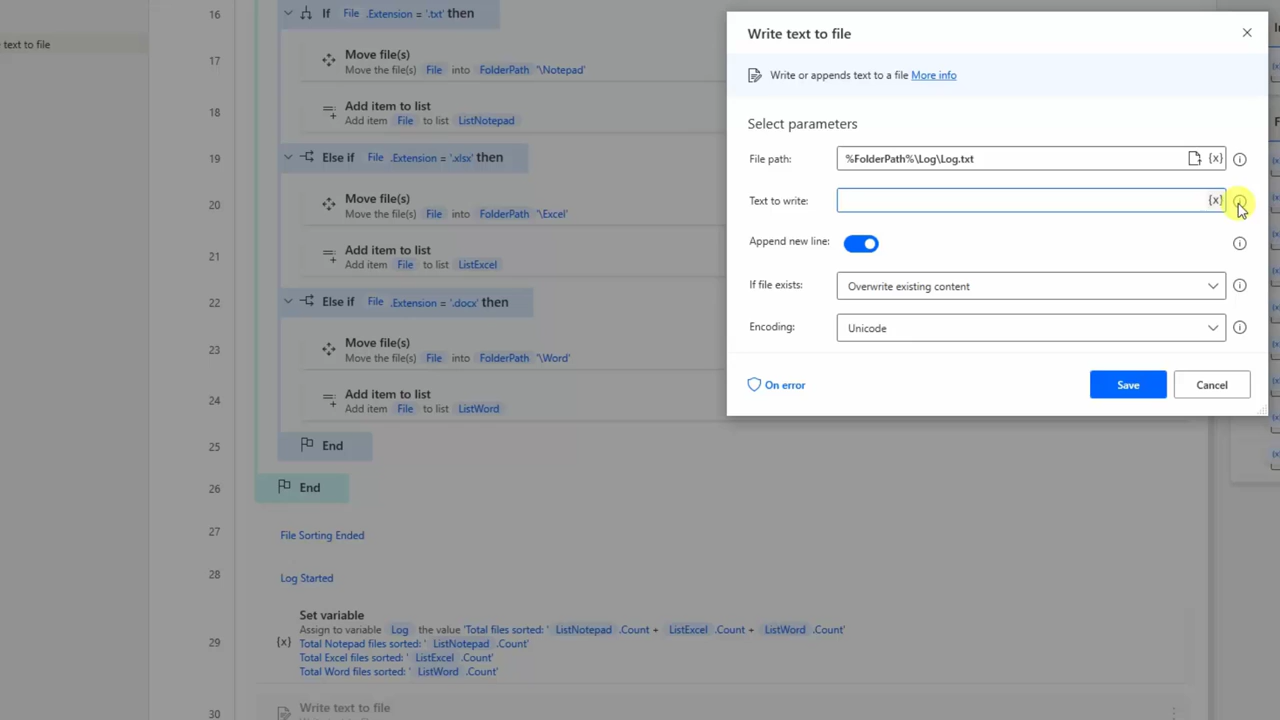 text to file
16
If File .Extension = '.txt' then
17
Move file(s)
Move the file(s) File into FolderPath '\Notepad'
18
Add item to list
Add item File to list ListNotepad
19
Else if File .Extension = '.xlsx' then
20
Move file(s)
Move the file(s) File into FolderPath '\Excel'
21
Add item to list
Add item File to list ListExcel
22
Else if File .Extension = '.docx' then
23
Move file(s)
Move the file(s) File into FolderPath '\Word'
24
Add item to list
Add item File to list ListWord
25
End
26
End
27
File Sorting Ended
28
Log Started
29
{x}
Set variable
Assign to variable Log the value 'Total files sorted: ' ListNotepad .Count + ListExcel .Count + ListWord .Count'
Total Notepad files sorted: ' ListNotepad .Count'
Total Excel files sorted: ' ListExcel .Count'
Total Word files sorted: ' ListWord .Count'
30
Write text to file
Write text to file
Write or appends text to a file More info
Select parameters
File path: %FolderPath%\Log\Log.txt {x}
Text to write: {x}
Append new line:
If file exists: Overwrite existing content
Encoding: Unicode
On error
Save
Cancel